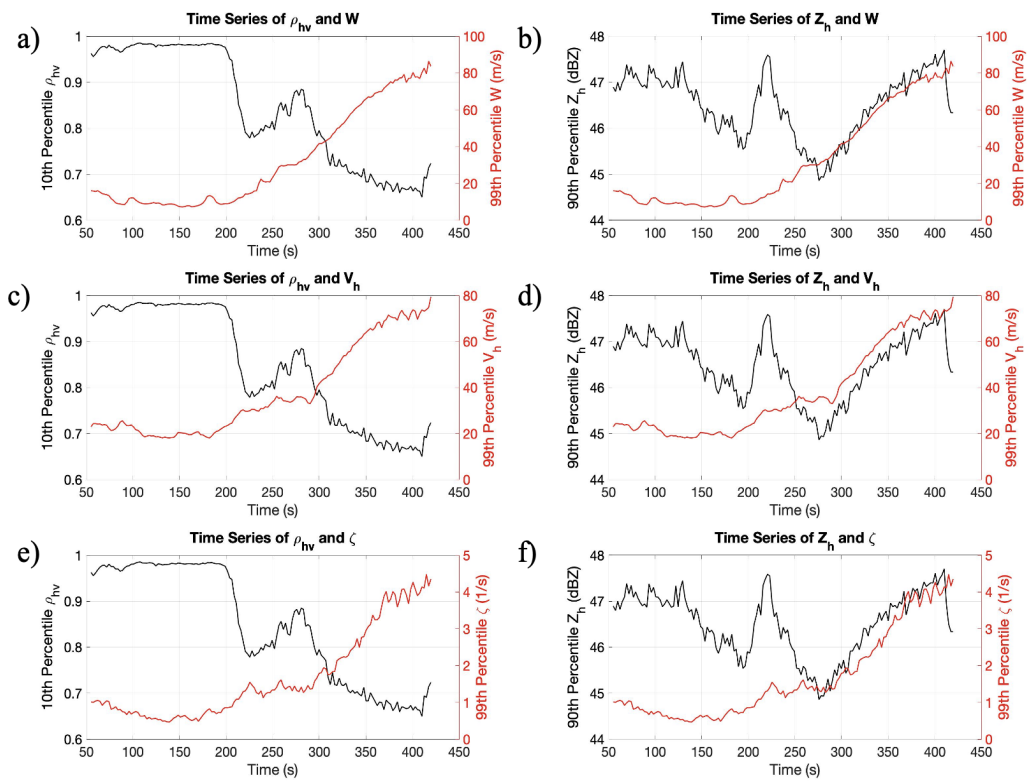 a)
Time Series of ρhv and W
10th Percentile ρhv
1
0.9
0.8
0.7
0.6
50 100 150 200 250 300 350 400 450
Time (s)
100
80
60
40
20
0
99th Percentile W (m/s)
b)
Time Series of Zh and W
90th Percentile Zh (dBZ)
48
47
46
45
44
50 100 150 200 250 300 350 400 450
Time (s)
100
80
60
40
20
0
99th Percentile W (m/s)
c)
Time Series of ρhv and Vh
10th Percentile ρhv
1
0.9
0.8
0.7
0.6
50 100 150 200 250 300 350 400 450
Time (s)
80
60
40
20
0
99th Percentile Vh (m/s)
d)
Time Series of Zh and Vh
90th Percentile Zh (dBZ)
48
47
46
45
44
50 100 150 200 250 300 350 400 450
Time (s)
80
60
40
20
0
99th Percentile Vh (m/s)
e)
Time Series of ρhv and ζ
10th Percentile ρhv
1
0.9
0.8
0.7
0.6
50 100 150 200 250 300 350 400 450
Time (s)
5
4
3
2
1
0
99th Percentile ζ (1/s)
f)
Time Series of Zh and ζ
90th Percentile Zh (dBZ)
48
47
46
45
44
50 100 150 200 250 300 350 400 450
Time (s)
5
4
3
2
1
0
99th Percentile ζ (1/s)